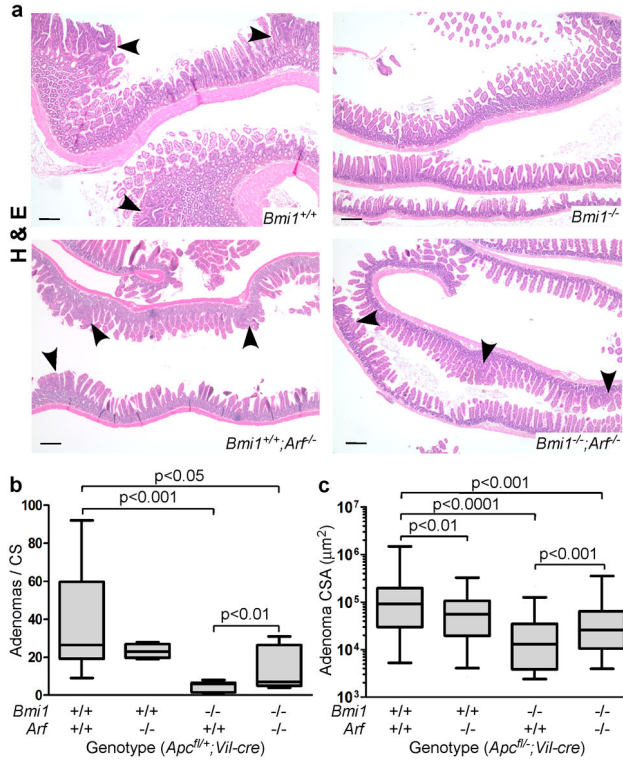 a
H & E
Bmi1+/+
Bmi1-/-
Bmi1+/+;Arf-/-
Bmi1-/-;Arf-/-
b
p<0.05
p<0.001
p<0.01
Adenomas / CS
100
80
60
40
20
0
Bmi1 +/+ +/+ -/- -/-
Arf +/+ -/- +/+ -/-
Genotype (Apcfl/+;Vil-cre)
c
p<0.001
p<0.0001
p<0.01
p<0.001
Adenoma CSA (μm²)
10⁷
10⁶
10⁵
10⁴
10³
Bmi1 +/+ +/+ -/- -/-
Arf +/+ -/- +/+ -/-
Genotype (Apcfl/-;Vil-cre)